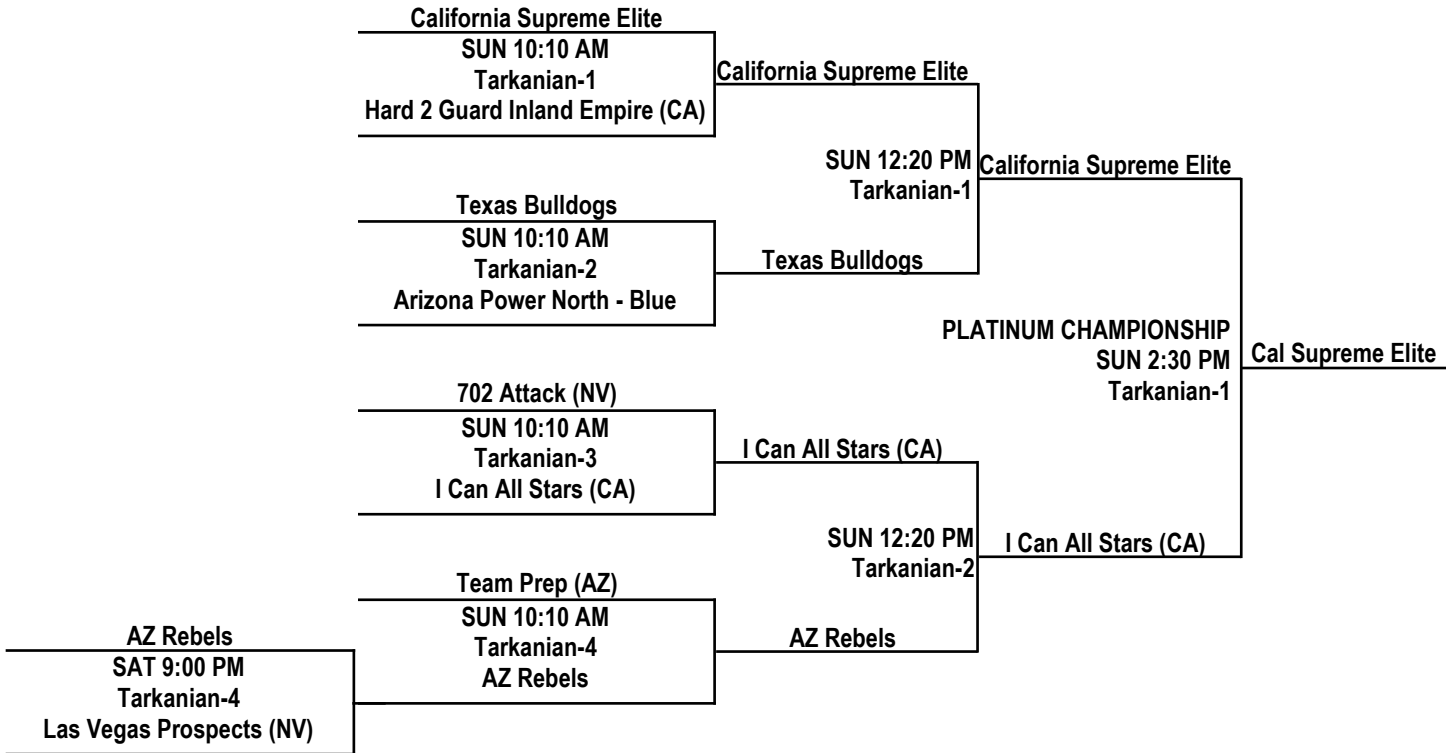 California Supreme Elite
SUN 10:10 AM
Tarkanian-1
Hard 2 Guard Inland Empire (CA)
California Supreme Elite
SUN 12:20 PM
Tarkanian-1
California Supreme Elite
Texas Bulldogs
SUN 10:10 AM
Tarkanian-2
Arizona Power North - Blue
Texas Bulldogs
PLATINUM CHAMPIONSHIP
SUN 2:30 PM
Tarkanian-1
Cal Supreme Elite
702 Attack (NV)
SUN 10:10 AM
Tarkanian-3
I Can All Stars (CA)
I Can All Stars (CA)
SUN 12:20 PM
Tarkanian-2
I Can All Stars (CA)
Team Prep (AZ)
SUN 10:10 AM
Tarkanian-4
AZ Rebels
AZ Rebels
AZ Rebels
SAT 9:00 PM
Tarkanian-4
Las Vegas Prospects (NV)